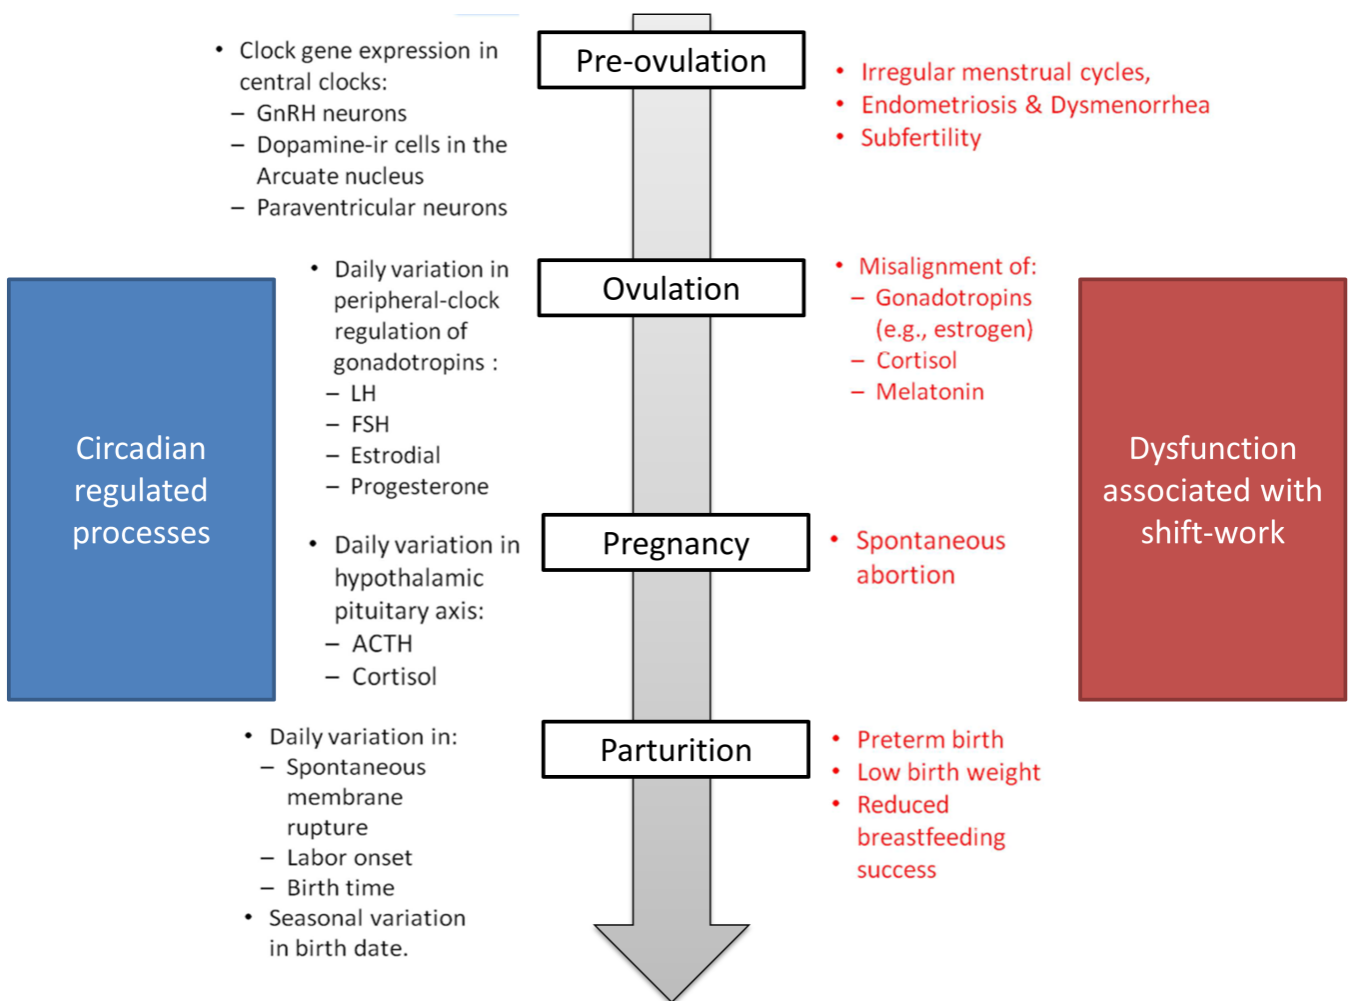 Pre-ovulation
• Clock gene expression in
central clocks:
– GnRH neurons
– Dopamine-ir cells in the
Arcuate nucleus
– Paraventricular neurons
• Irregular menstrual cycles,
• Endometriosis & Dysmenorrhea
• Subfertility
Ovulation
• Daily variation in
peripheral-clock
regulation of
gonadotropins :
– LH
– FSH
– Estrodial
– Progesterone
• Misalignment of:
– Gonadotropins
(e.g., estrogen)
– Cortisol
– Melatonin
Circadian
regulated
processes
Dysfunction
associated with
shift-work
Pregnancy
• Daily variation in
hypothalamic
pituitary axis:
– ACTH
– Cortisol
• Spontaneous
abortion
Parturition
• Daily variation in:
– Spontaneous
membrane
rupture
– Labor onset
– Birth time
• Seasonal variation
in birth date.
• Preterm birth
• Low birth weight
• Reduced
breastfeeding
success